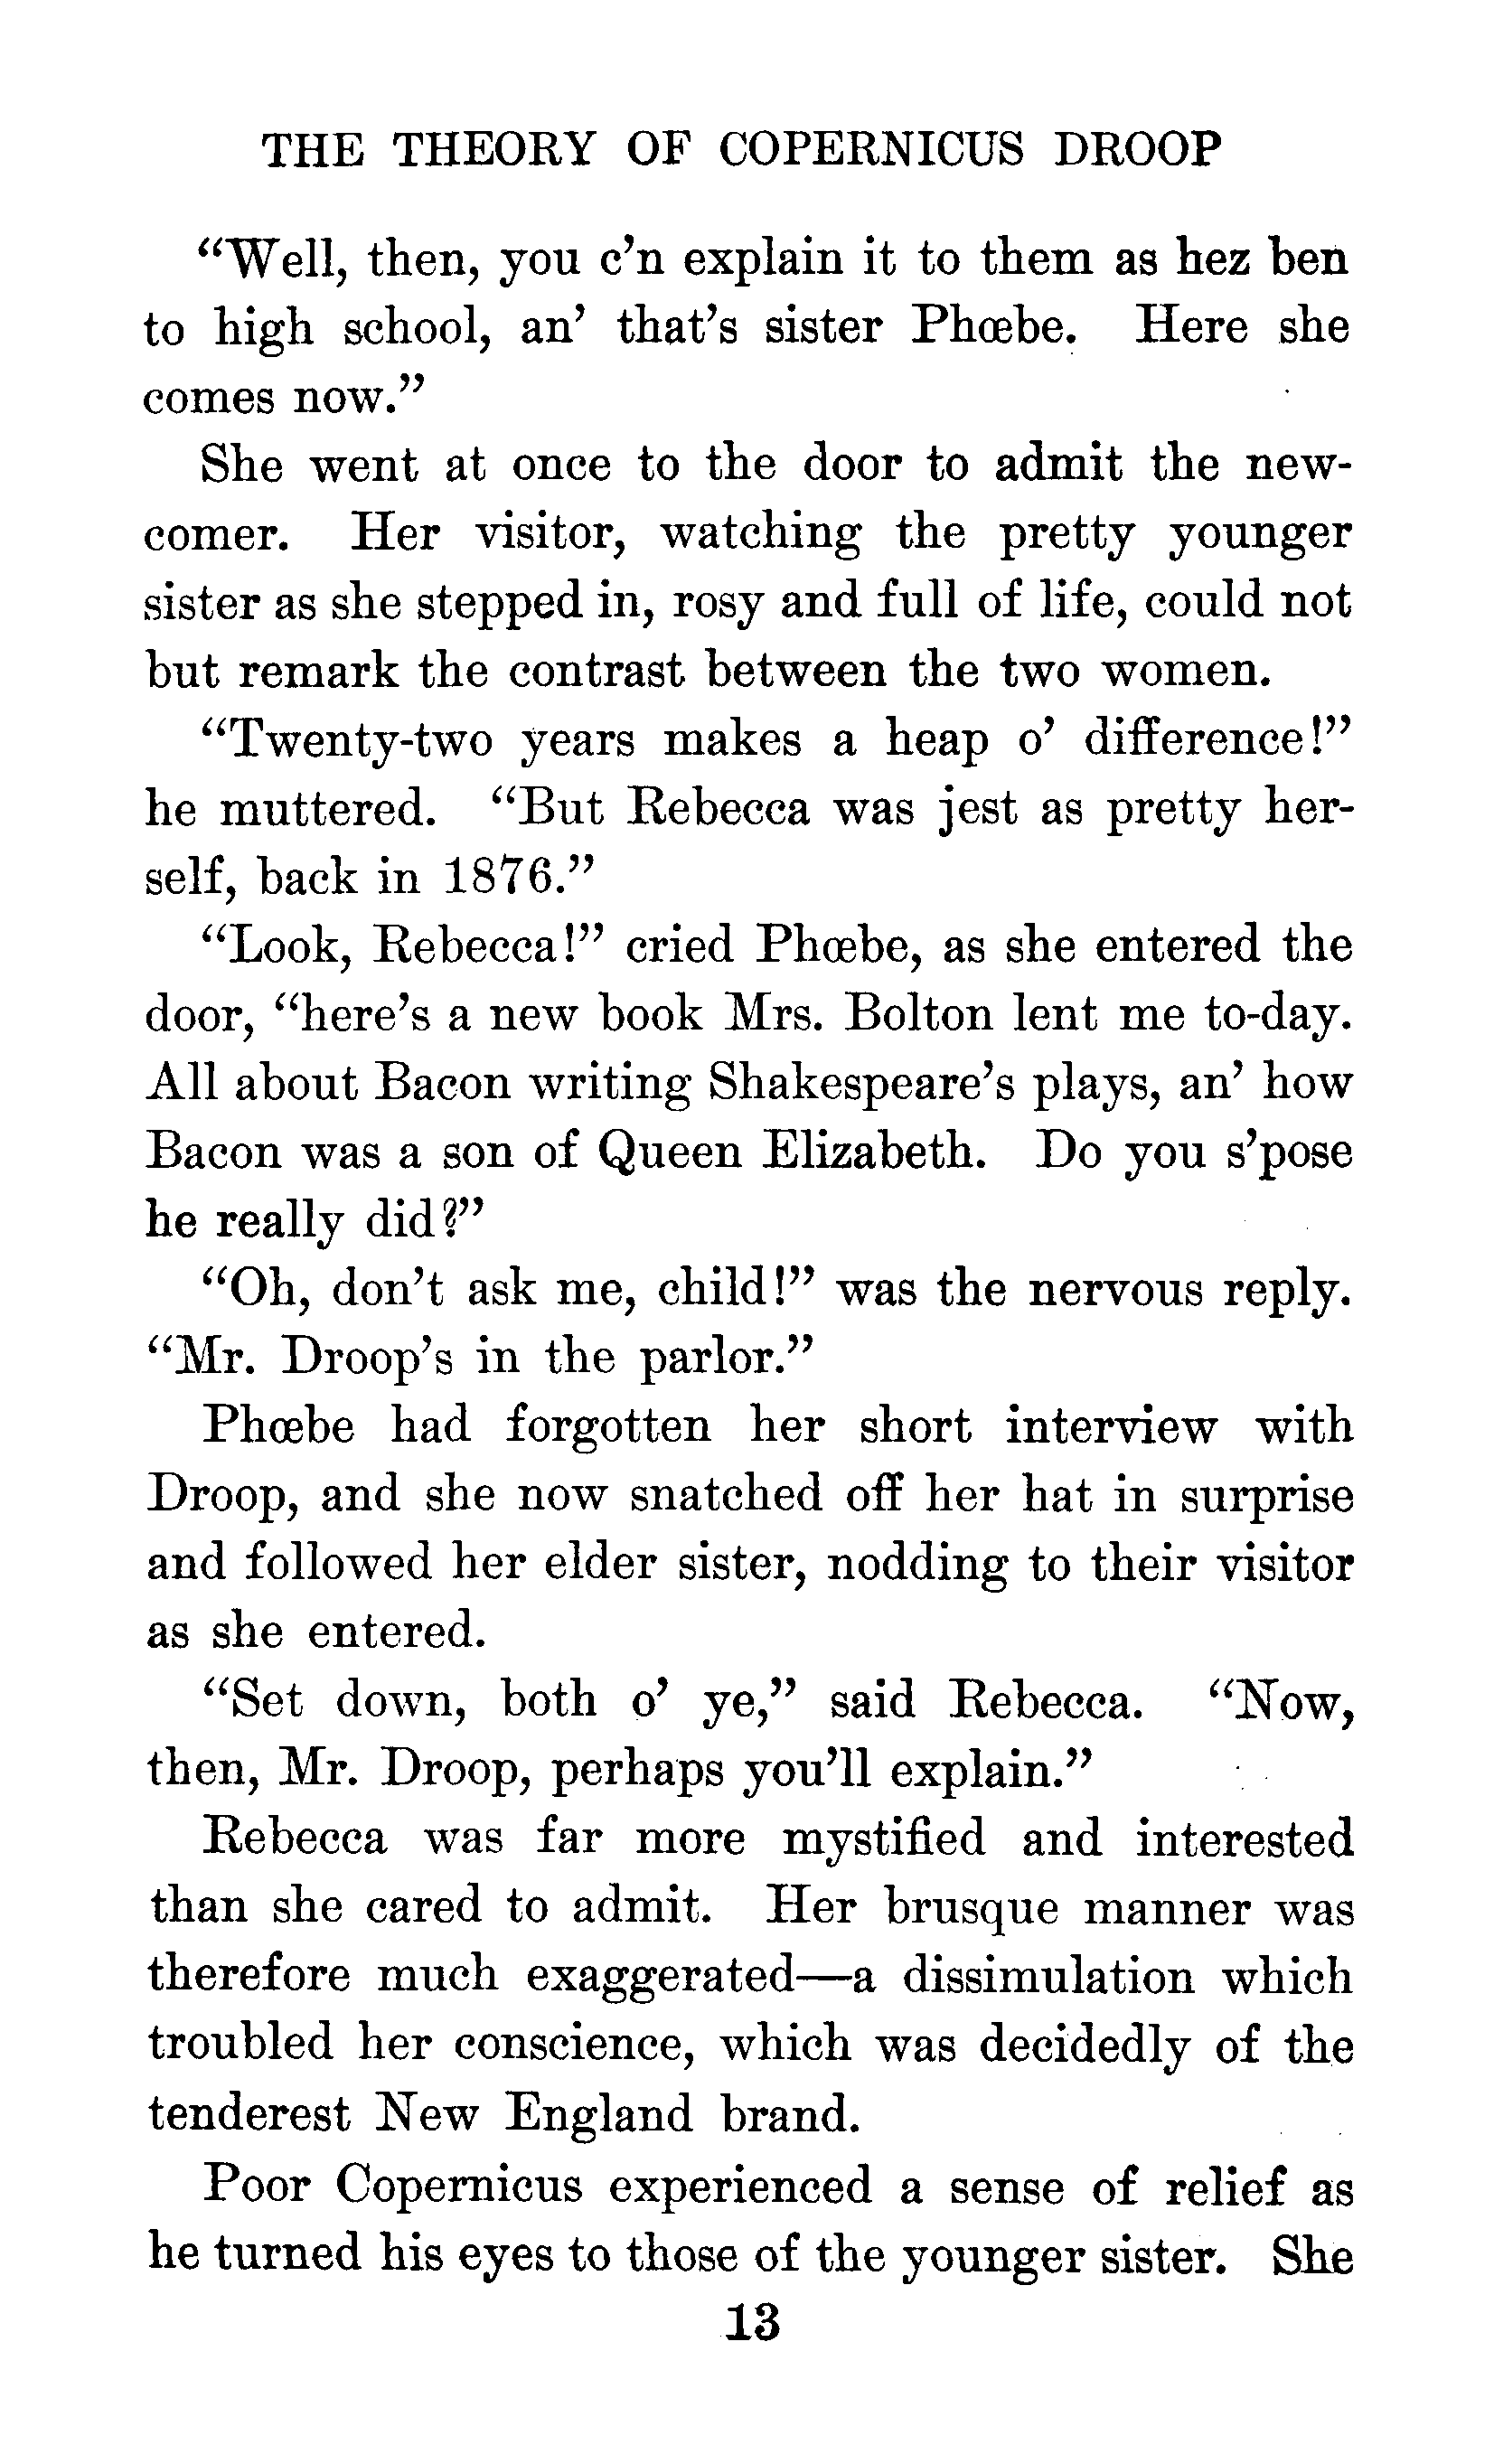 THE THEORY OF COPERNICUS DROOP
“Well, then, you c’n explain it to them as hez ben
to high school, an’ that’s sister Phœbe. Here she
comes now.”
She went at once to the door to admit the new-
comer. Her visitor, watching the pretty younger
sister as she stepped in, rosy and full of life, could not
but remark the contrast between the two women.
“Twenty-two years makes a heap o’ difference!”
he muttered. “But Rebecca was jest as pretty her-
self, back in 1876.”
“Look, Rebecca!” cried Phœbe, as she entered the
door, “here’s a new book Mrs. Bolton lent me to-day.
All about Bacon writing Shakespeare’s plays, an’ how
Bacon was a son of Queen Elizabeth. Do you s’pose
he really did?”
“Oh, don’t ask me, child!” was the nervous reply.
“Mr. Droop’s in the parlor.”
Phœbe had forgotten her short interview with
Droop, and she now snatched off her hat in surprise
and followed her elder sister, nodding to their visitor
as she entered.
“Set down, both o’ ye,” said Rebecca. “Now,
then, Mr. Droop, perhaps you’ll explain.”
Rebecca was far more mystified and interested
than she cared to admit. Her brusque manner was
therefore much exaggerated—a dissimulation which
troubled her conscience, which was decidedly of the
tenderest New England brand.
Poor Copernicus experienced a sense of relief as
he turned his eyes to those of the younger sister. She
13